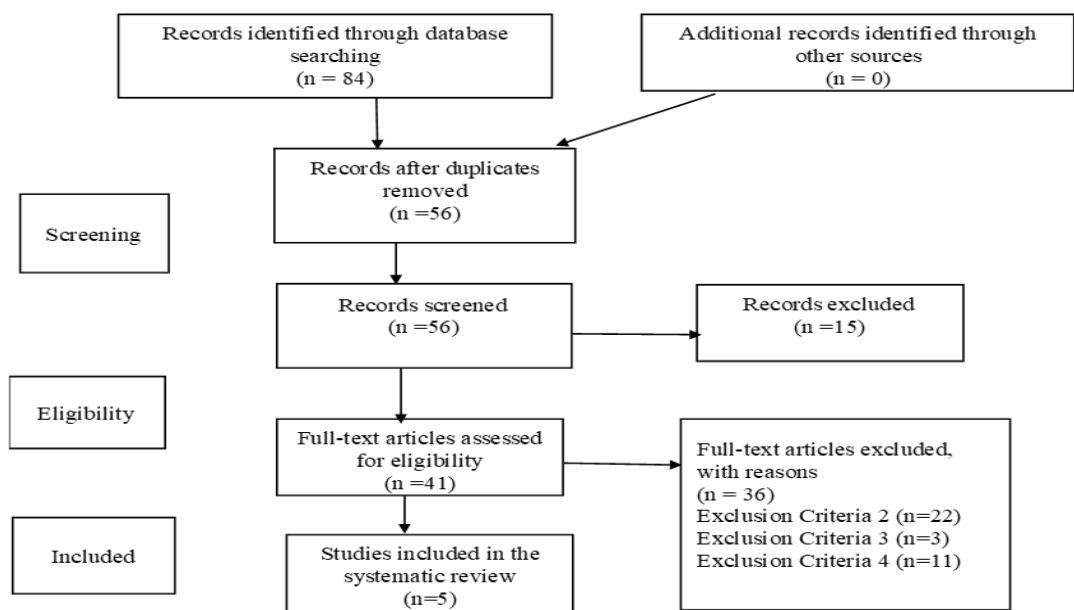 Records identified through database
searching
(n = 84)
Additional records identified through
other sources
(n = 0)
Records after duplicates
removed
(n =56)
Screening
Records screened
(n =56)
Records excluded
(n =15)
Eligibility
Full-text articles assessed
for eligibility
(n =41)
Full-text articles excluded,
with reasons
(n = 36)
Exclusion Criteria 2 (n=22)
Exclusion Criteria 3 (n=3)
Exclusion Criteria 4 (n=11)
Included
Studies included in the
systematic review
(n=5)